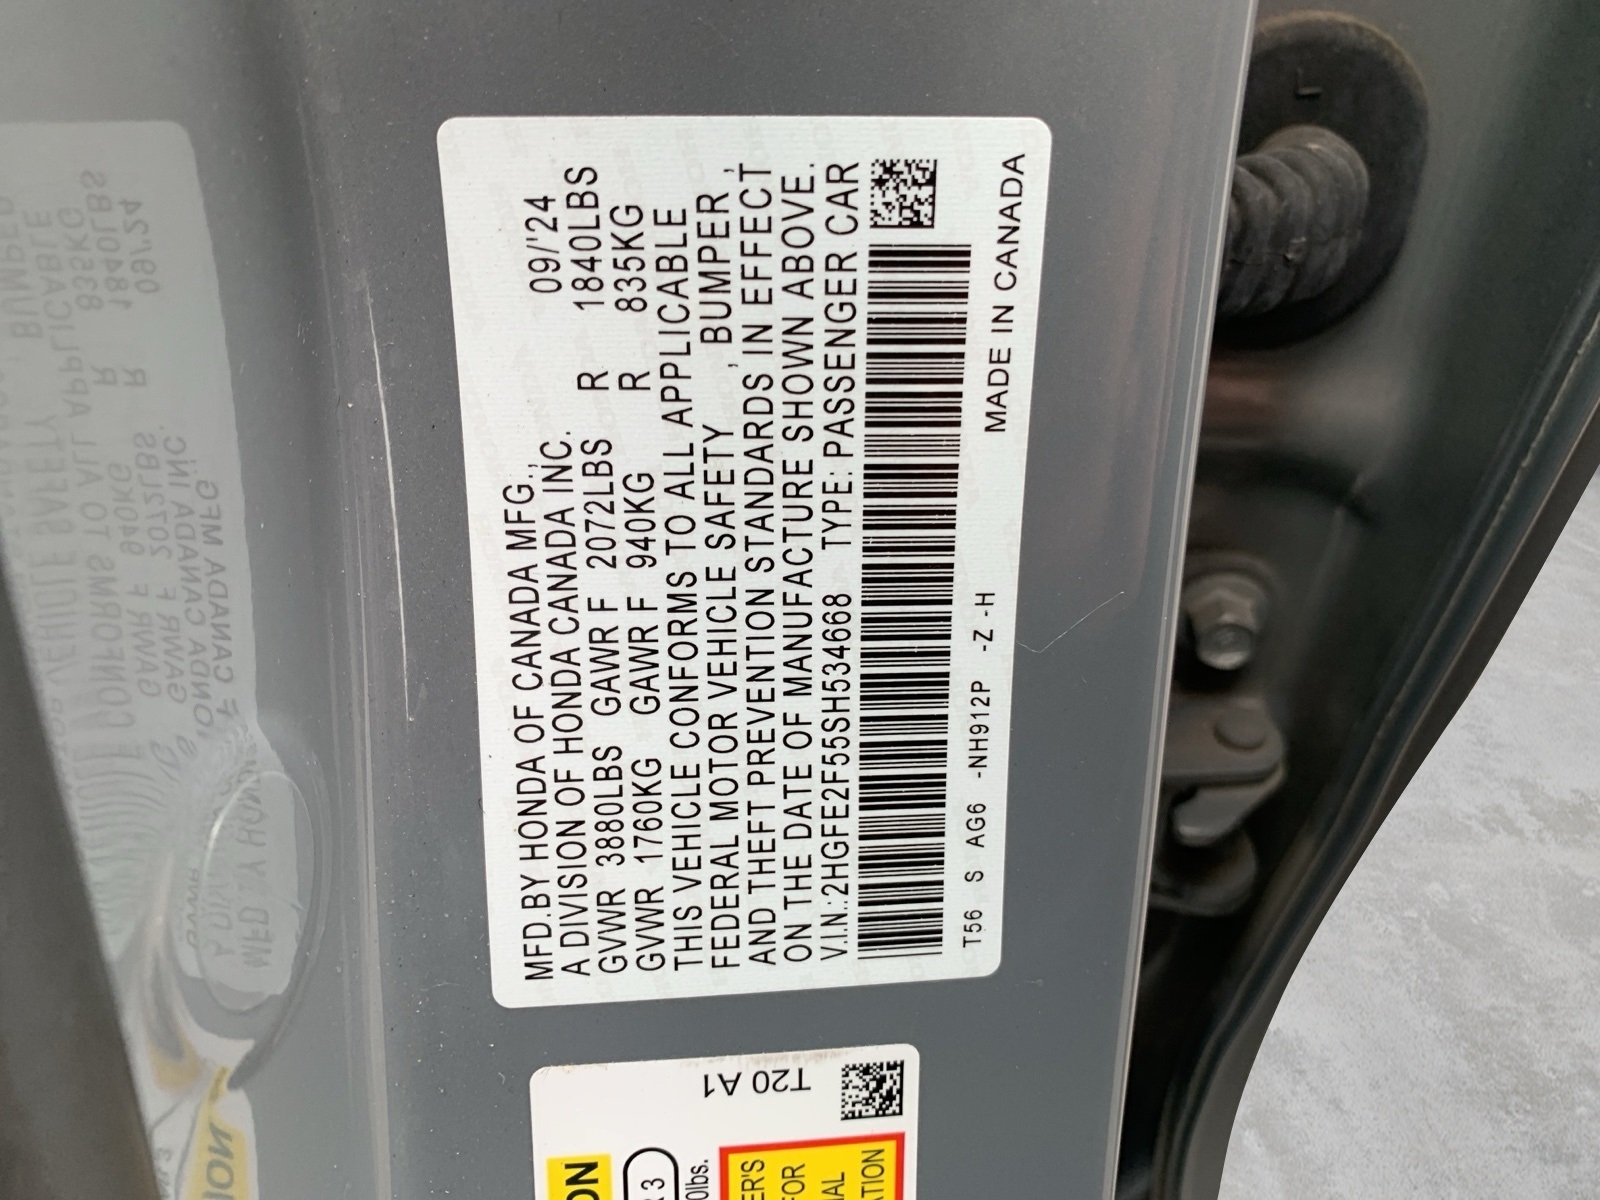 MFD.BY HONDA OF CANADA MFG.,
A DIVISION OF HONDA CANADA INC. 09/'24
GVWR 3880LBS GAWR F 2072LBS R 1840LBS
GVWR 1760KG GAWR F 940KG R 835KG
THIS VEHICLE CONFORMS TO ALL APPLICABLE
FEDERAL MOTOR VEHICLE SAFETY , BUMPER ,
AND THEFT PREVENTION STANDARDS IN EFFECT
ON THE DATE OF MANUFACTURE SHOWN ABOVE.
V.I.N.:2HGFE2F55SH534668 TYPE: PASSENGER CAR
T56 S AG6 -NH912P -Z -H MADE IN CANADA
T20 A1